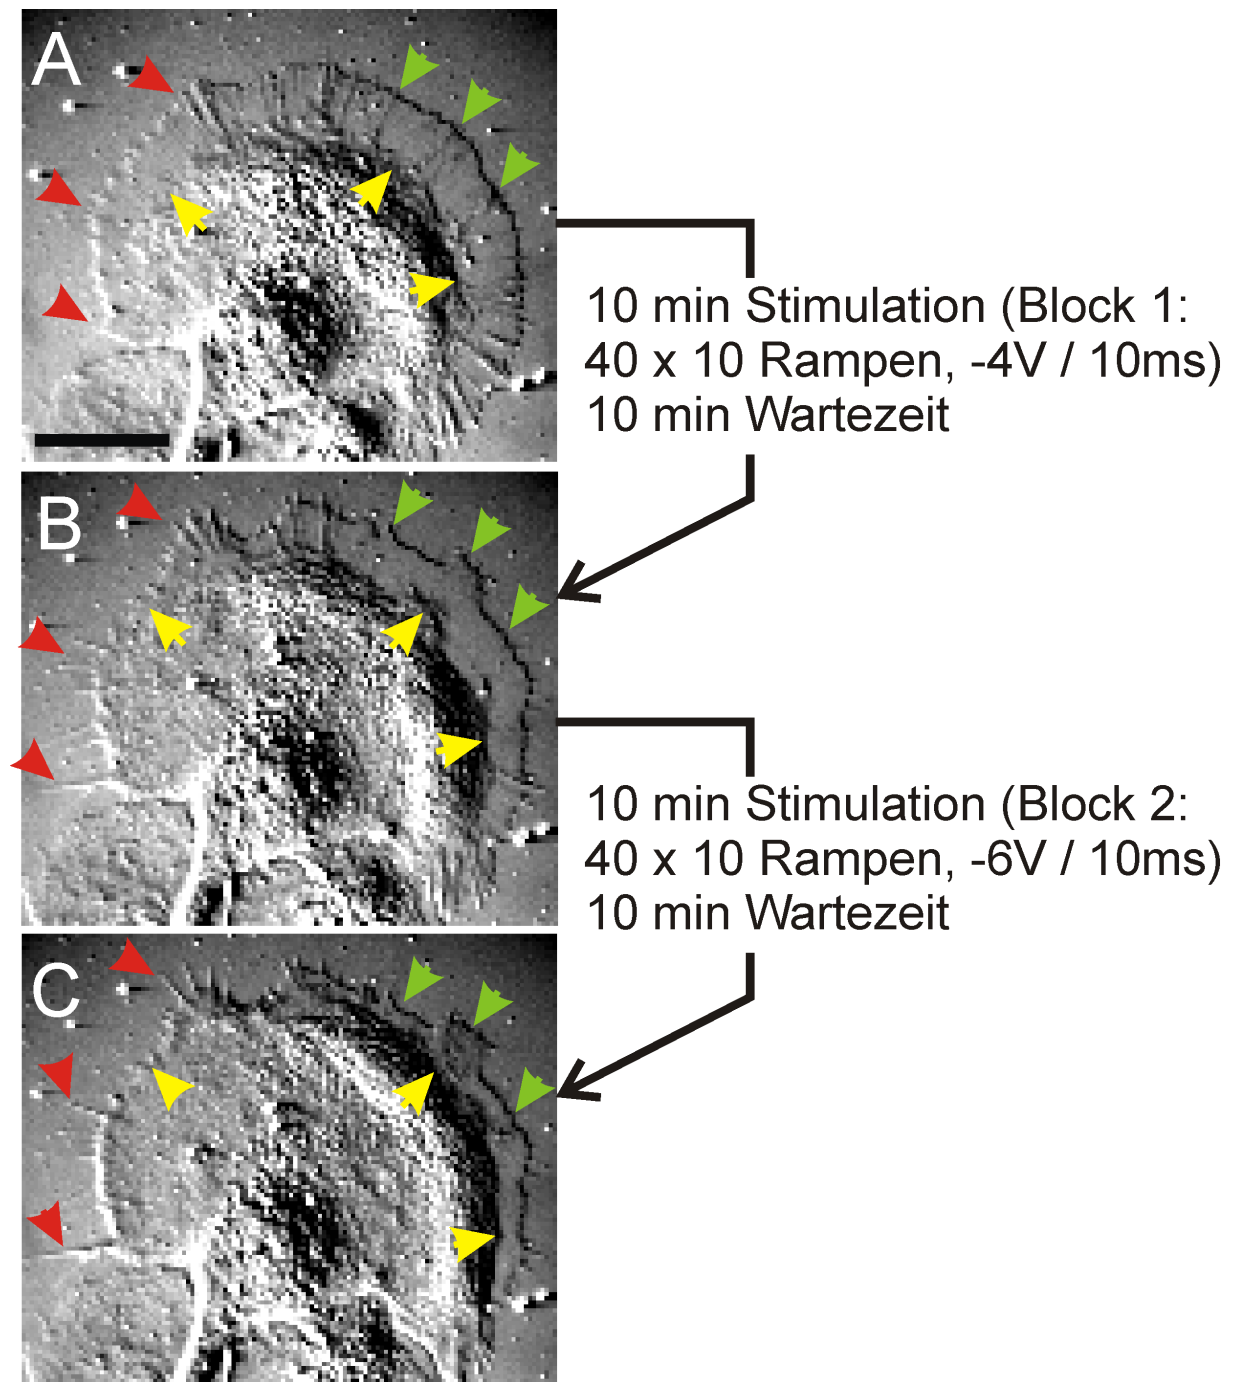 A
10 min Stimulation (Block 1:
40 x 10 Rampen, -4V / 10ms)
10 min Wartezeit
B
10 min Stimulation (Block 2:
40 x 10 Rampen, -6V / 10ms)
10 min Wartezeit
C